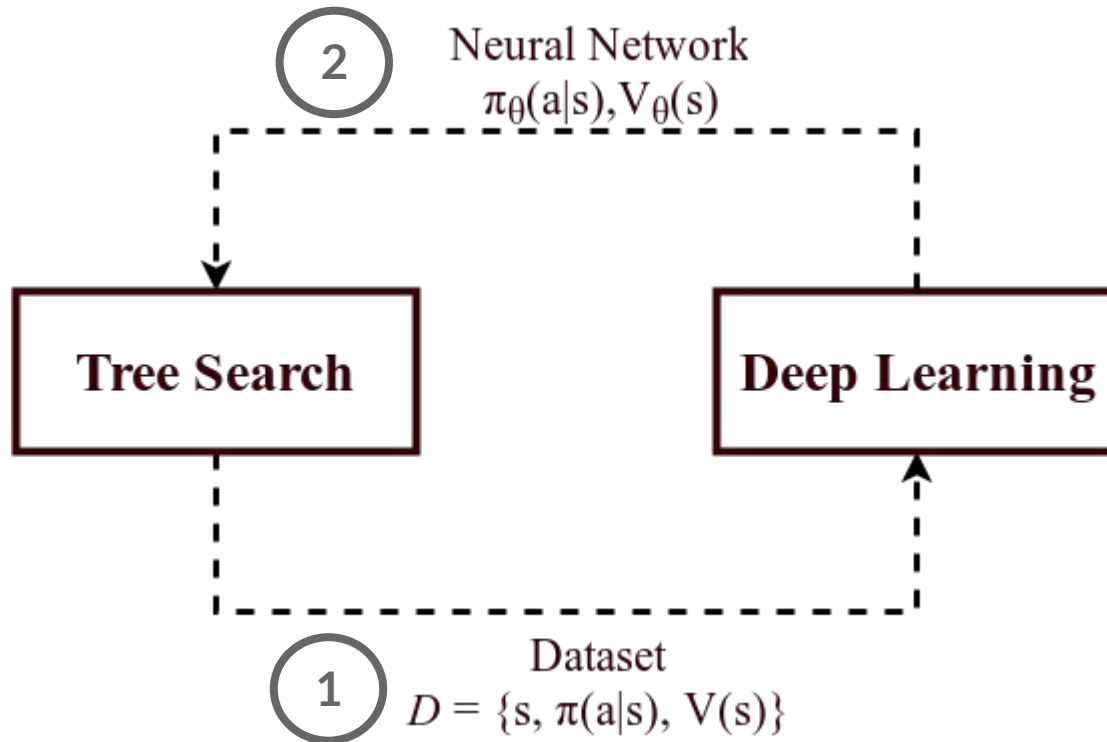 2
Neural Network
πθ(a|s),Vθ(s)
Tree Search
Deep Learning
1
Dataset
D = {s, π(a|s), V(s)}